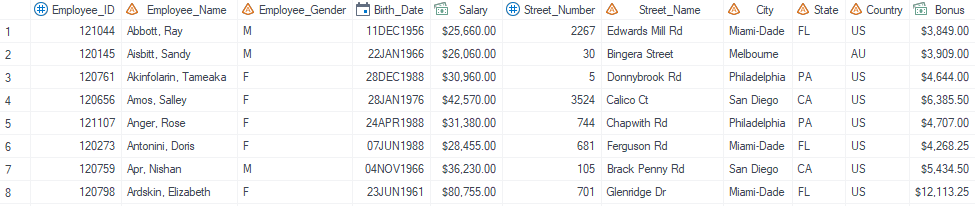 Employee_ID Employee_Name Employee_Gender Birth_Date Salary Street_Number Street_Name City State Country Bonus
1 121044 Abbott, Ray M 11DEC1956 $25,660.00 2267 Edwards Mill Rd Miami-Dade FL US $3,849.00
2 120145 Aisbitt, Sandy M 22JAN1966 $26,060.00 30 Bingera Street Melbourne AU $3,909.00
3 120761 Akinfolarin, Tameaka F 28DEC1988 $30,960.00 5 Donnybrook Rd Philadelphia PA US $4,644.00
4 120656 Amos, Salley F 28JAN1976 $42,570.00 3524 Calico Ct San Diego CA US $6,385.50
5 121107 Anger, Rose F 24APR1988 $31,380.00 744 Chapwith Rd Philadelphia PA US $4,707.00
6 120273 Antonini, Doris F 07JUN1988 $28,455.00 681 Ferguson Rd Miami-Dade FL US $4,268.25
7 120759 Apr, Nishan M 04NOV1966 $36,230.00 105 Brack Penny Rd San Diego CA US $5,434.50
8 120798 Ardskin, Elizabeth F 23JUN1961 $80,755.00 701 Glenridge Dr Miami-Dade FL US $12,113.25